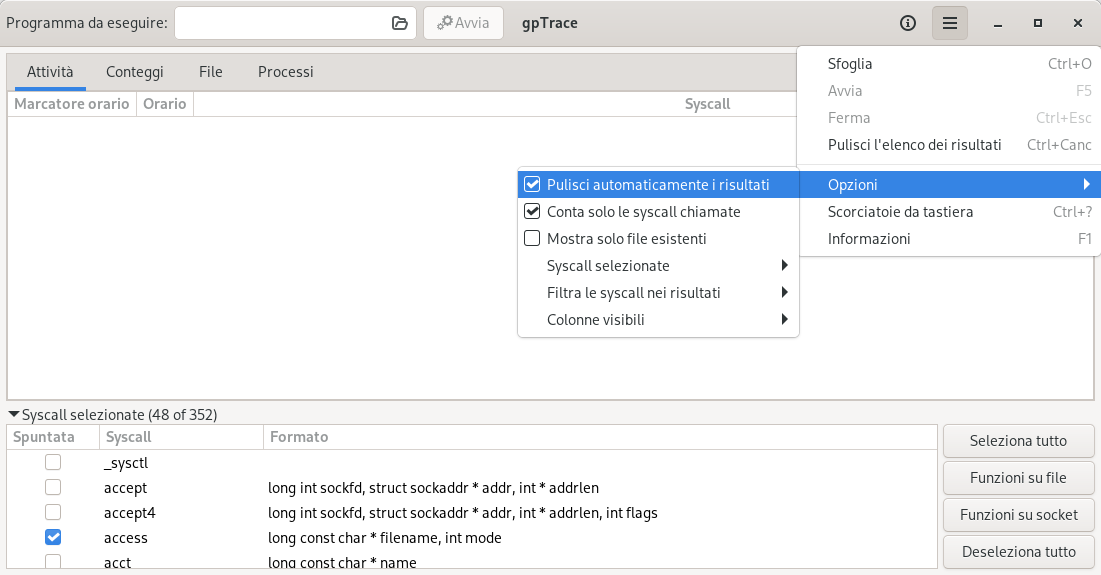 Programma da eseguire: Avvia gpTrace
Attività Conteggi File Processi
Marcatore orario Orario Syscall
Sfoglia Ctrl+O
Avvia F5
Ferma Ctrl+Esc
Pulisci l'elenco dei risultati Ctrl+Canc
Opzioni
Scorciatoie da tastiera Ctrl+?
Informazioni F1
Pulisci automaticamente i risultati
Conta solo le syscall chiamate
Mostra solo file esistenti
Syscall selezionate
Filtra le syscall nei risultati
Colonne visibili
Syscall selezionate (48 of 352)
Spuntata Syscall Formato
_sysctl
accept long int sockfd, struct sockaddr * addr, int * addrlen
accept4 long int sockfd, struct sockaddr * addr, int * addrlen, int flags
access long const char * filename, int mode
acct long const char * name
Seleziona tutto
Funzioni su file
Funzioni su socket
Deseleziona tutto